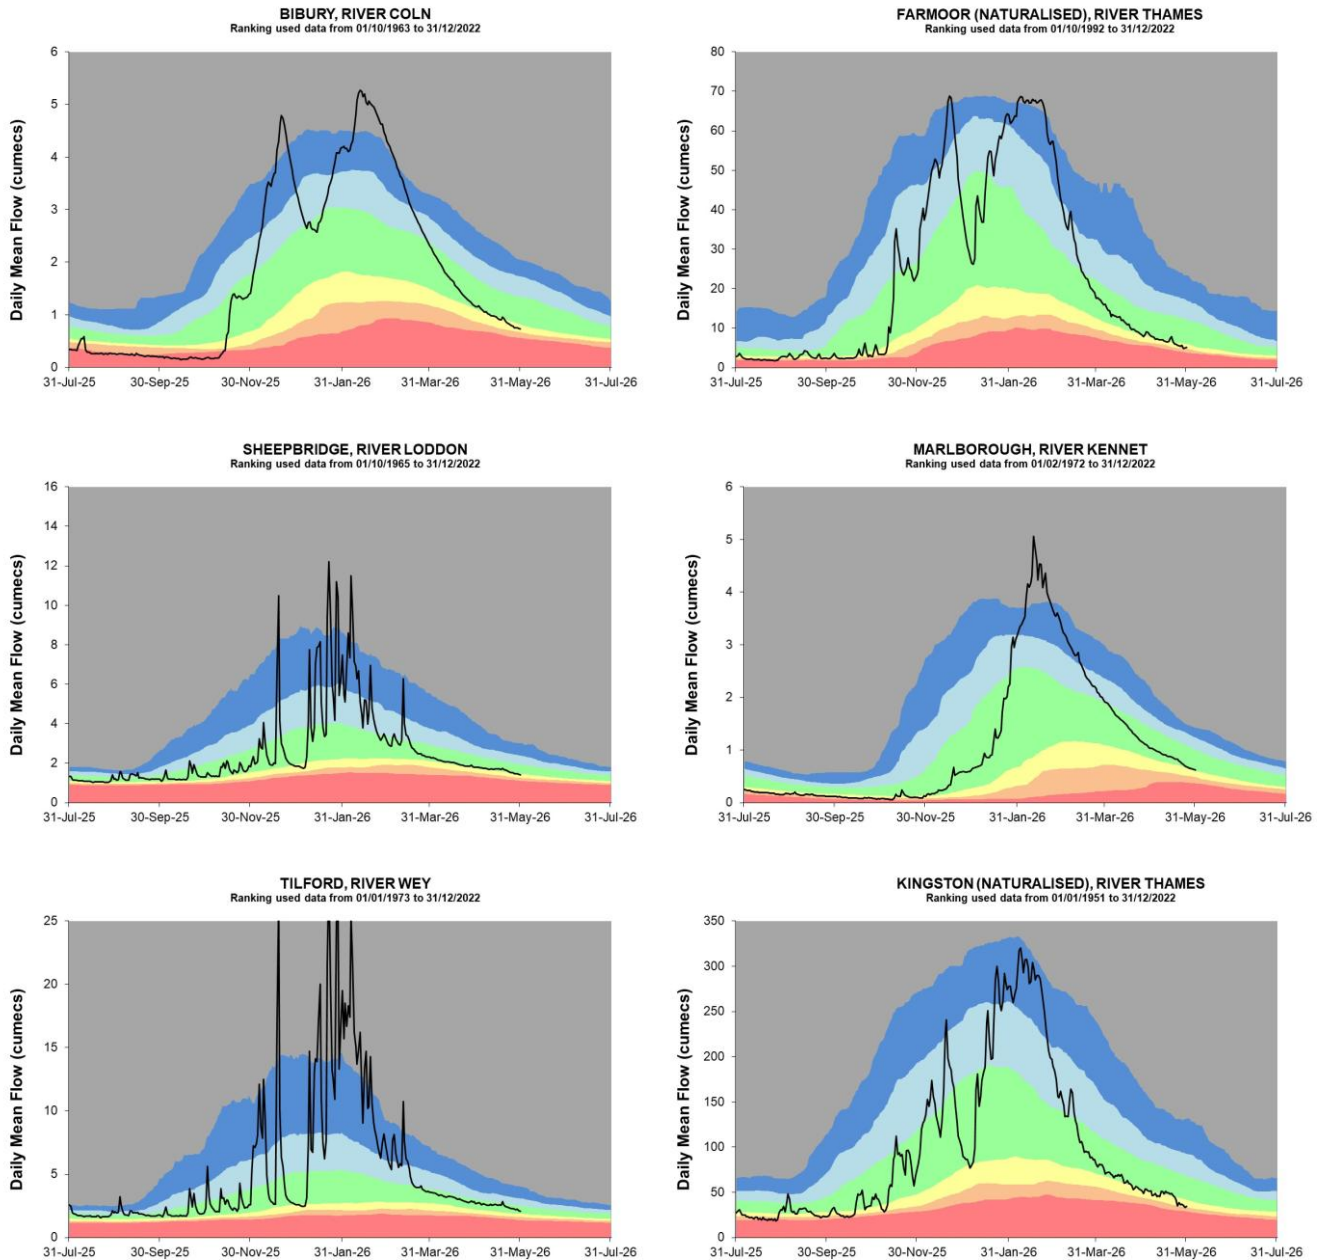 BIBURY, RIVER COLN
Ranking used data from 01/10/1963 to 31/12/2022
Daily Mean Flow (cumecs)
6
5
4
3
2
1
0
31-Jul-25 30-Sep-25 30-Nov-25 31-Jan-26 31-Mar-26 31-May-26 31-Jul-26
FARMOOR (NATURALISED), RIVER THAMES
Ranking used data from 01/10/1992 to 31/12/2022
Daily Mean Flow (cumecs)
80
70
60
50
40
30
20
10
0
31-Jul-25 30-Sep-25 30-Nov-25 31-Jan-26 31-Mar-26 31-May-26 31-Jul-26
SHEEPBRIDGE, RIVER LODDON
Ranking used data from 01/10/1965 to 31/12/2022
Daily Mean Flow (cumecs)
16
14
12
10
8
6
4
2
0
31-Jul-25 30-Sep-25 30-Nov-25 31-Jan-26 31-Mar-26 31-May-26 31-Jul-26
MARLBOROUGH, RIVER KENNET
Ranking used data from 01/02/1972 to 31/12/2022
Daily Mean Flow (cumecs)
6
5
4
3
2
1
0
31-Jul-25 30-Sep-25 30-Nov-25 31-Jan-26 31-Mar-26 31-May-26 31-Jul-26
TILFORD, RIVER WEY
Ranking used data from 01/01/1973 to 31/12/2022
Daily Mean Flow (cumecs)
25
20
15
10
5
0
31-Jul-25 30-Sep-25 30-Nov-25 31-Jan-26 31-Mar-26 31-May-26 31-Jul-26
KINGSTON (NATURALISED), RIVER THAMES
Ranking used data from 01/01/1951 to 31/12/2022
Daily Mean Flow (cumecs)
350
300
250
200
150
100
50
0
31-Jul-25 30-Sep-25 30-Nov-25 31-Jan-26 31-Mar-26 31-May-26 31-Jul-26